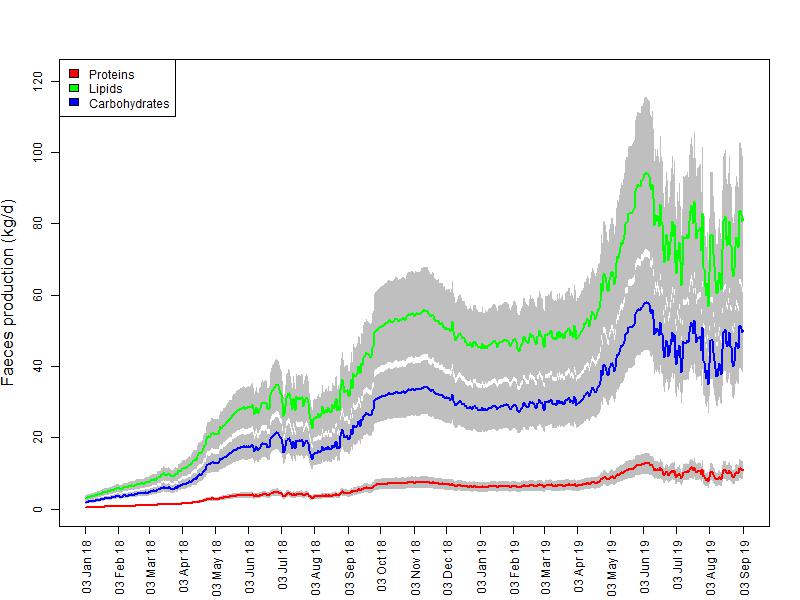 Proteins
Lipids
Carbohydrates
Faeces production (kg/d)
120
100
80
60
40
20
0
03 Jan 18
03 Feb 18
03 Mar 18
03 Apr 18
03 May 18
03 Jun 18
03 Jul 18
03 Aug 18
03 Sep 18
03 Oct 18
03 Nov 18
03 Dec 18
03 Jan 19
03 Feb 19
03 Mar 19
03 Apr 19
03 May 19
03 Jun 19
03 Jul 19
03 Aug 19
03 Sep 19